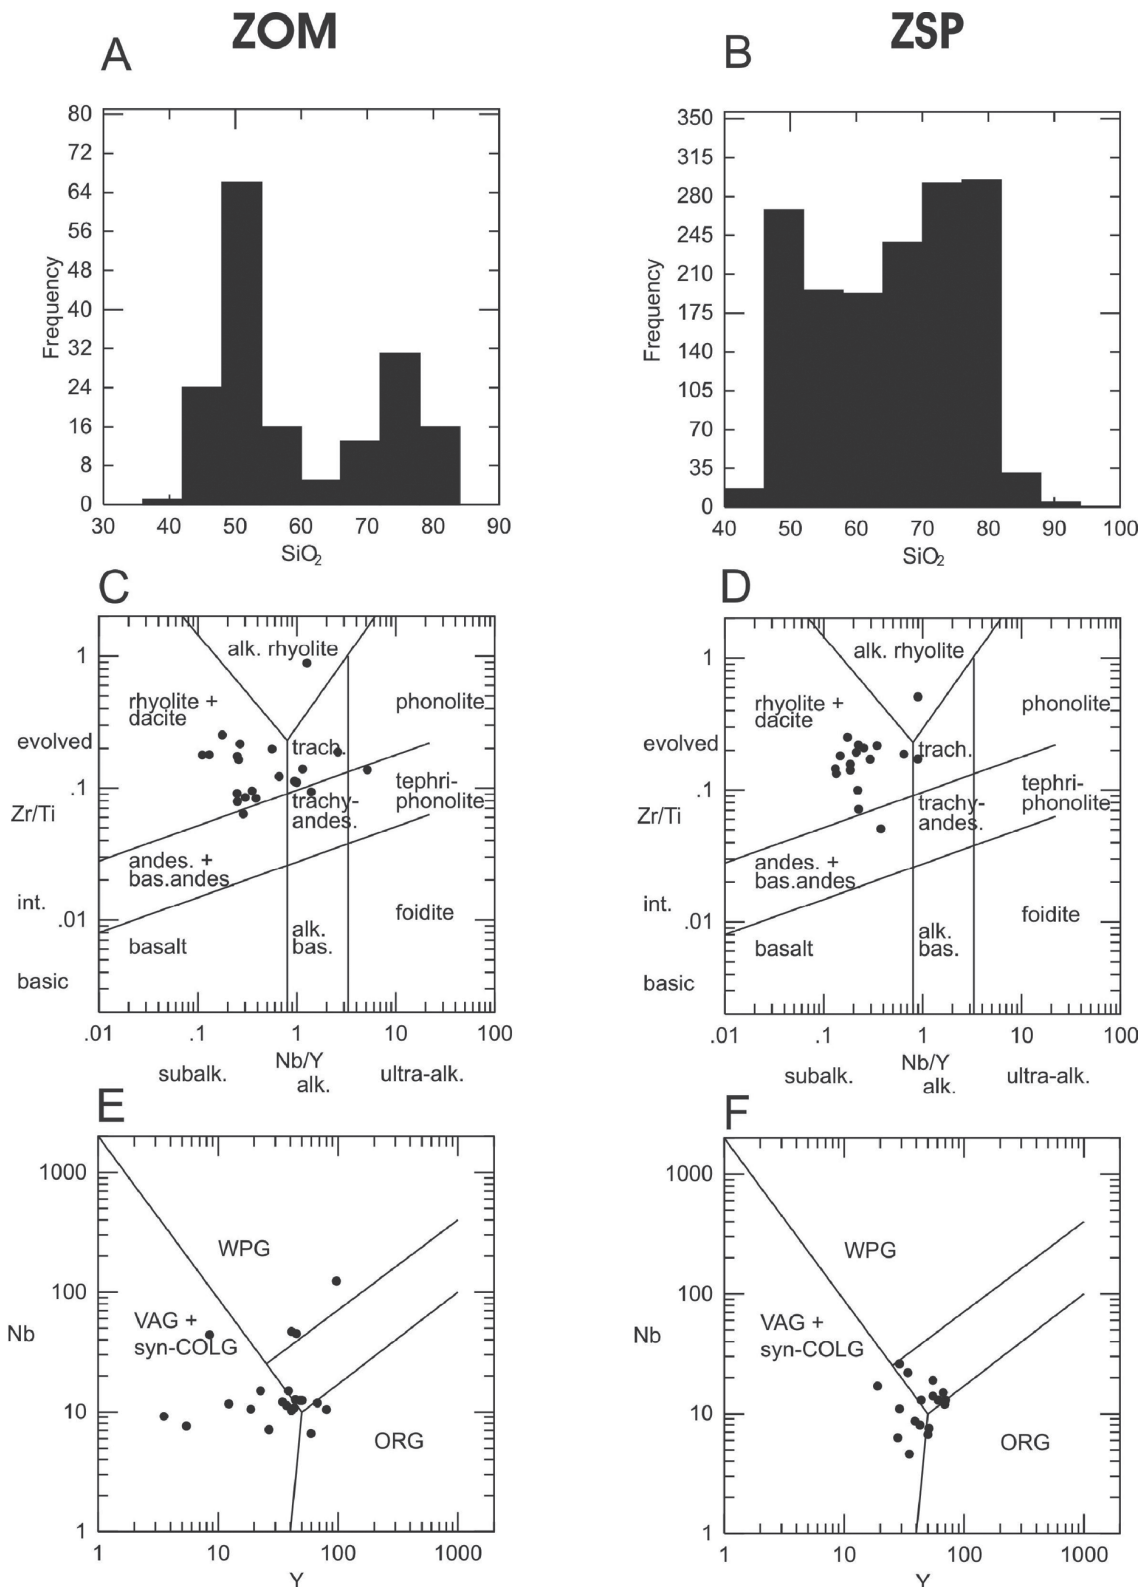 ZOM
ZSP
A
80
72
64
56
48
40
32
24
16
8
0
Frequency
30 40 50 60 70 80 90
SiO2
B
350
315
280
245
210
175
140
105
70
35
0
Frequency
40 50 60 70 80 90 100
SiO2
C
alk. rhyolite
rhyolite +
dacite
phonolite
trach.
tephri-
phonolite
trachy-
andes.
andes. +
bas.andes
foidite
alk.
bas.
basalt
1
evolved
.1
Zr/Ti
int.
.01
basic
.01 .1 1 10 100
Nb/Y
subalk. alk. ultra-alk.
D
alk. rhyolite
rhyolite +
dacite
phonolite
trach.
tephri-
phonolite
trachy-
andes.
andes. +
bas.andes
foidite
alk.
bas.
basalt
1
evolved
.1
Zr/Ti
int.
.01
basic
0.01 0.1 1 10 100
Nb/Y
subalk. alk. ultra-alk.
E
1000
100
Nb
10
1
WPG
VAG +
syn-COLG
ORG
1 10 100 1000
Y
F
1000
100
Nb
10
1
WPG
VAG +
syn-COLG
ORG
1 10 100 1000
Y